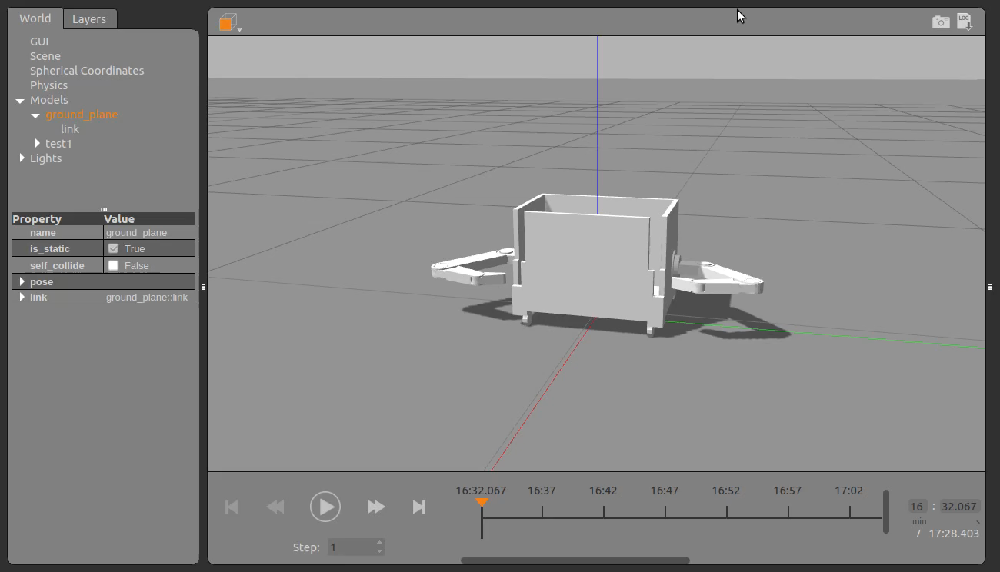 World Layers
LOG
GUI
Scene
Spherical Coordinates
Physics
Models
ground_plane
link
test1
Lights
Property Value
name ground_plane
is_static True
self_collide False
pose
link ground_plane::link
16:32.067 16:37 16:42 16:47 16:52 16:57 17:02
16 : 32.067
min s
/ 17:28.403
Step: 1